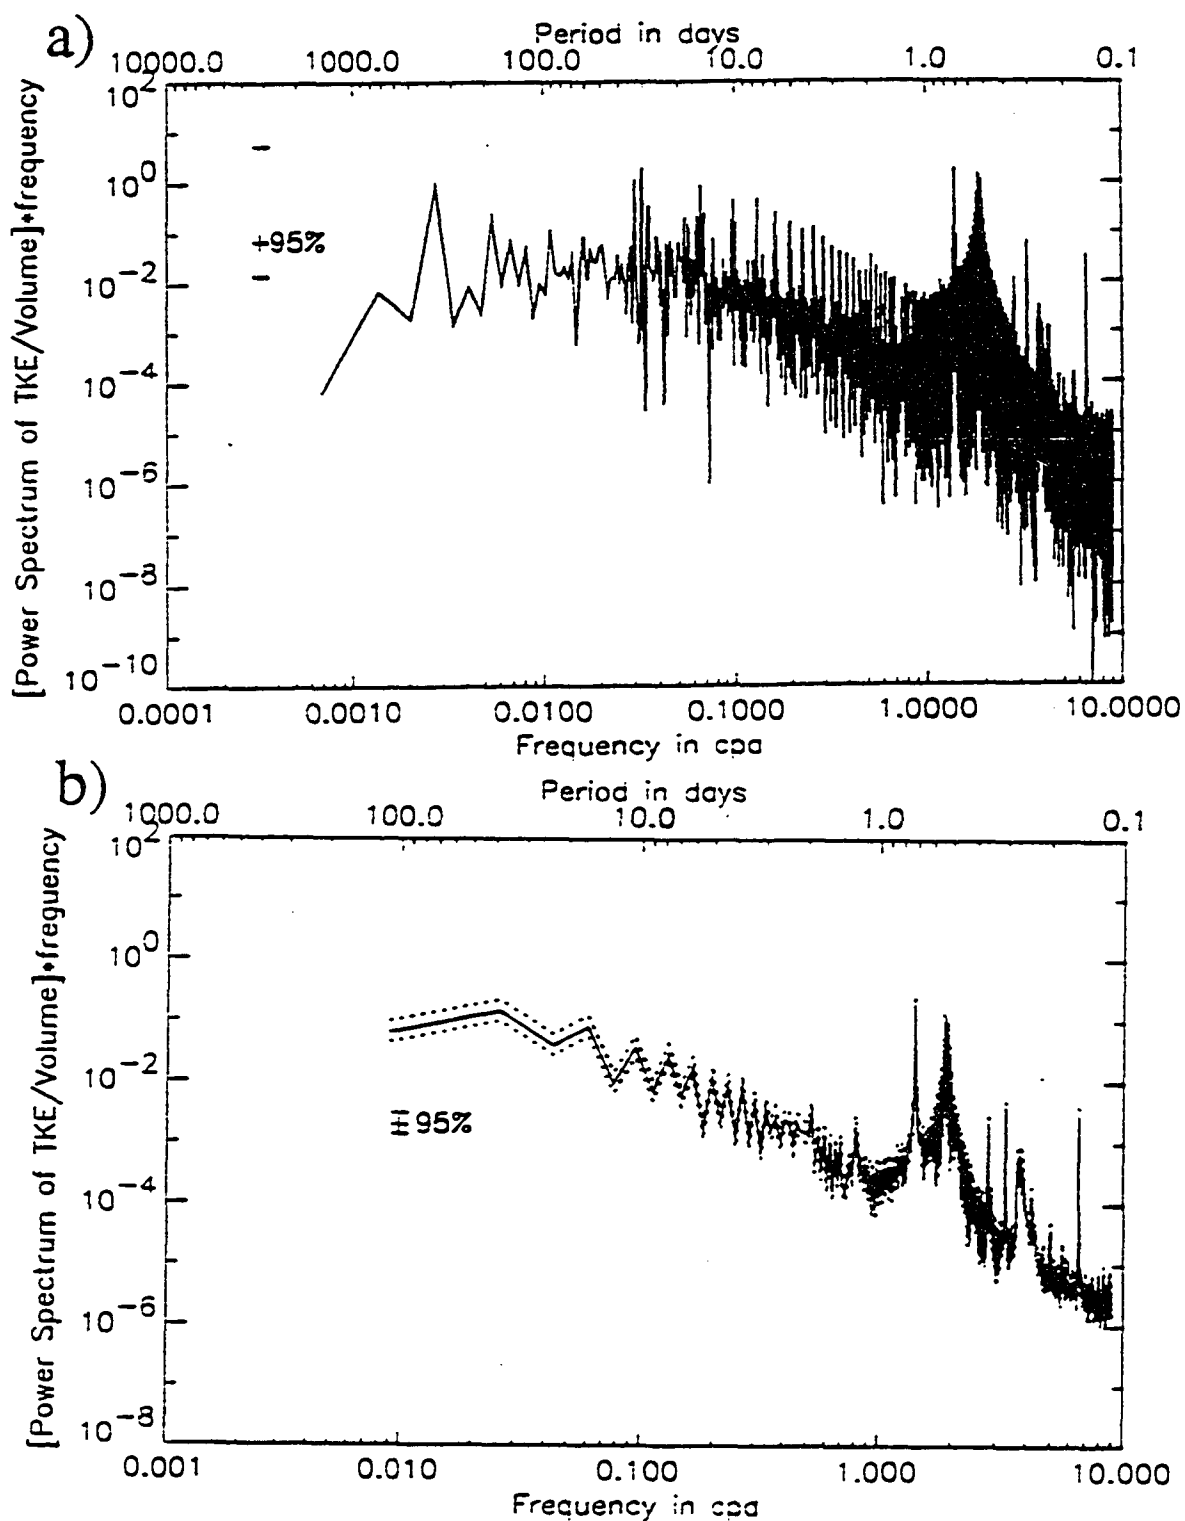 a)
Period in days
10000.0 1000.0 100.0 10.0 1.0 0.1
[Power Spectrum of TKE/Volume]*frequency
10^2
10^0
10^-2
10^-4
10^-6
10^-8
10^-10
+95%
0.0001 0.0010 0.0100 0.1000 1.0000 10.0000
Frequency in cpd
b)
Period in days
1000.0 100.0 10.0 1.0 0.1
[Power Spectrum of TKE/Volume]*frequency
10^2
10^0
10^-2
10^-4
10^-6
10^-8
95%
0.001 0.010 0.100 1.000 10.000
Frequency in cpd